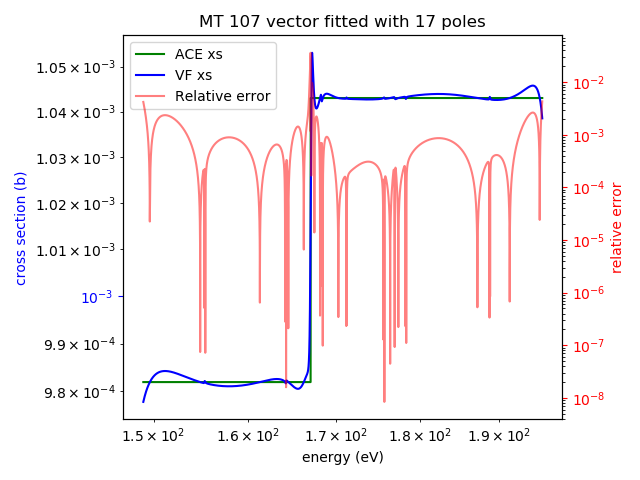 MT 107 vector fitted with 17 poles
ACE xs
VF xs
Relative error
cross section (b)
1.05 × 10⁻³
1.04 × 10⁻³
1.03 × 10⁻³
1.02 × 10⁻³
1.01 × 10⁻³
10⁻³
9.9 × 10⁻⁴
9.8 × 10⁻⁴
10⁻²
10⁻³
10⁻⁴
10⁻⁵
10⁻⁶
10⁻⁷
10⁻⁸
relative error
1.5 × 10² 1.6 × 10² 1.7 × 10² 1.8 × 10² 1.9 × 10²
energy (eV)